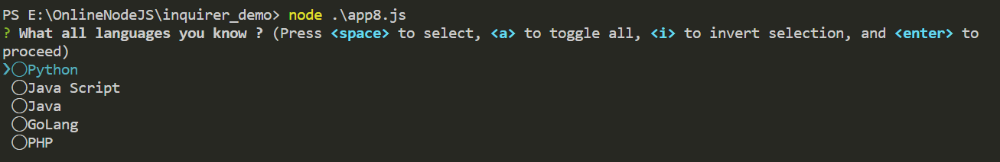 PS E:\OnlineNodeJS\inquirer_demo> node .\app8.js
? What all languages you know ? (Press <space> to select, <a> to toggle all, <i> to invert selection, and <enter> to
proceed)
❯◯Python
◯Java Script
◯Java
◯GoLang
◯PHP